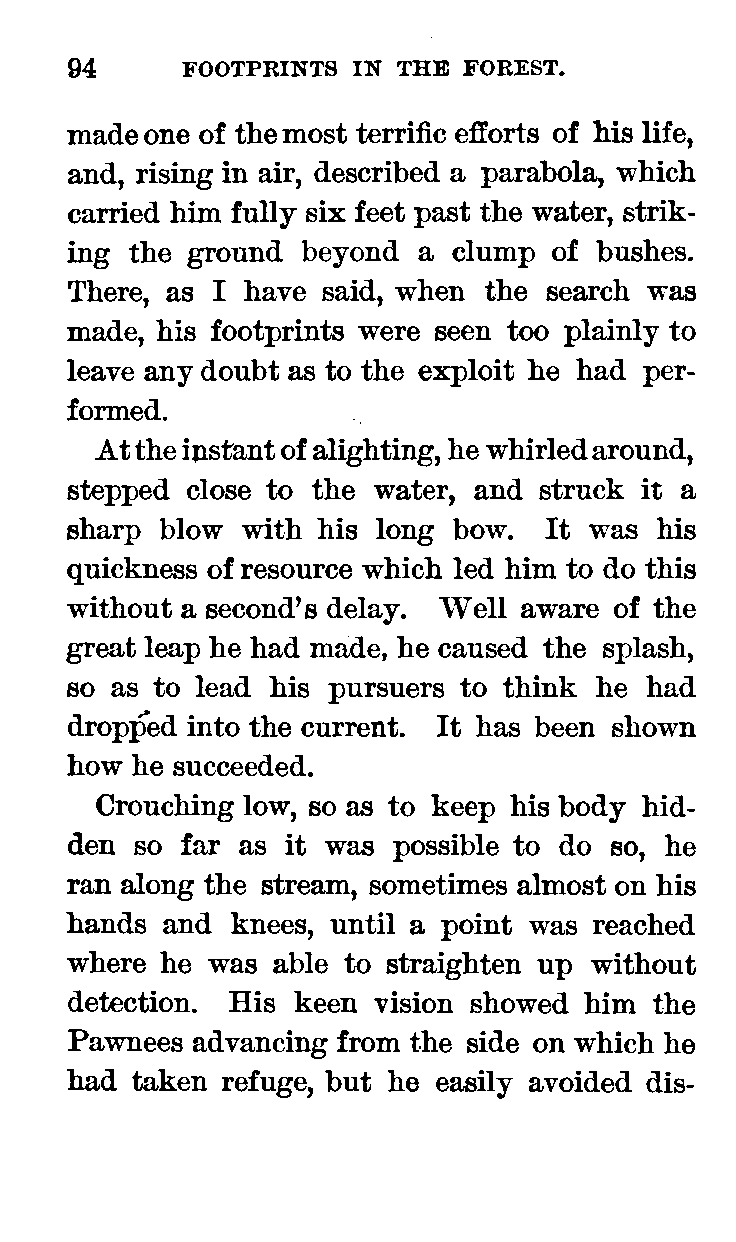 94 FOOTPRINTS IN THE FOREST.
made one of the most terrific efforts of his life,
and, rising in air, described a parabola, which
carried him fully six feet past the water, strik-
ing the ground beyond a clump of bushes.
There, as I have said, when the search was
made, his footprints were seen too plainly to
leave any doubt as to the exploit he had per-
formed.
At the instant of alighting, he whirled around,
stepped close to the water, and struck it a
sharp blow with his long bow. It was his
quickness of resource which led him to do this
without a second's delay. Well aware of the
great leap he had made, he caused the splash,
so as to lead his pursuers to think he had
dropped into the current. It has been shown
how he succeeded.
Crouching low, so as to keep his body hid-
den so far as it was possible to do so, he
ran along the stream, sometimes almost on his
hands and knees, until a point was reached
where he was able to straighten up without
detection. His keen vision showed him the
Pawnees advancing from the side on which he
had taken refuge, but he easily avoided dis-